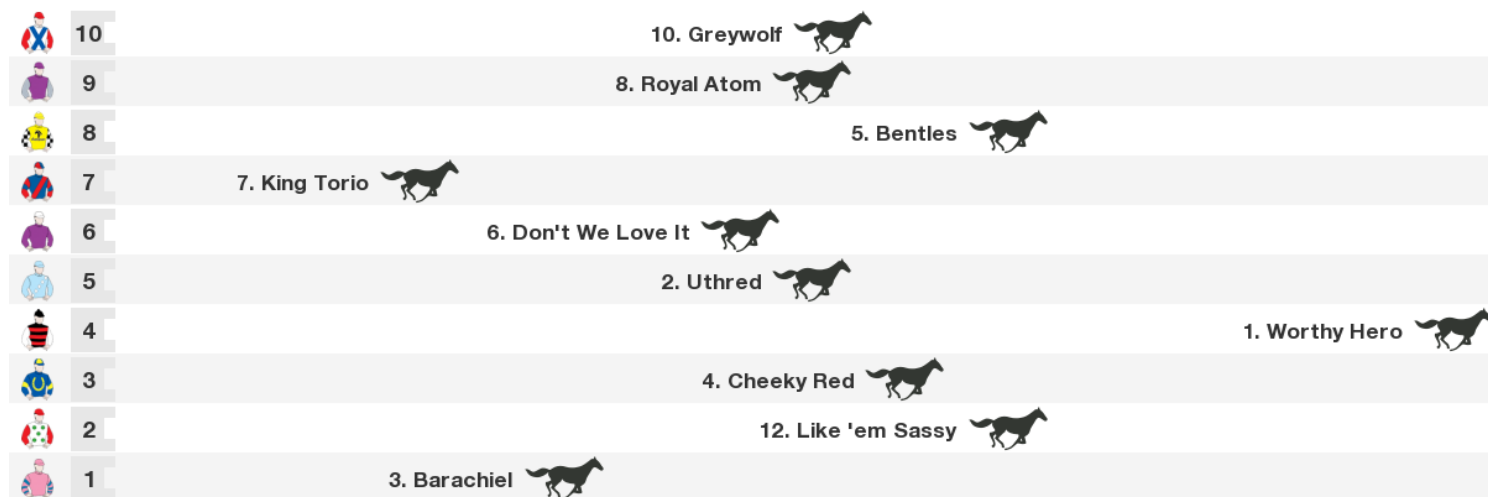 10 10. Greywolf
9 8. Royal Atom
8 5. Bentles
7 7. King Torio
6 6. Don't We Love It
5 2. Uthred
4 1. Worthy Hero
3 4. Cheeky Red
2 12. Like 'em Sassy
1 3. Barachiel